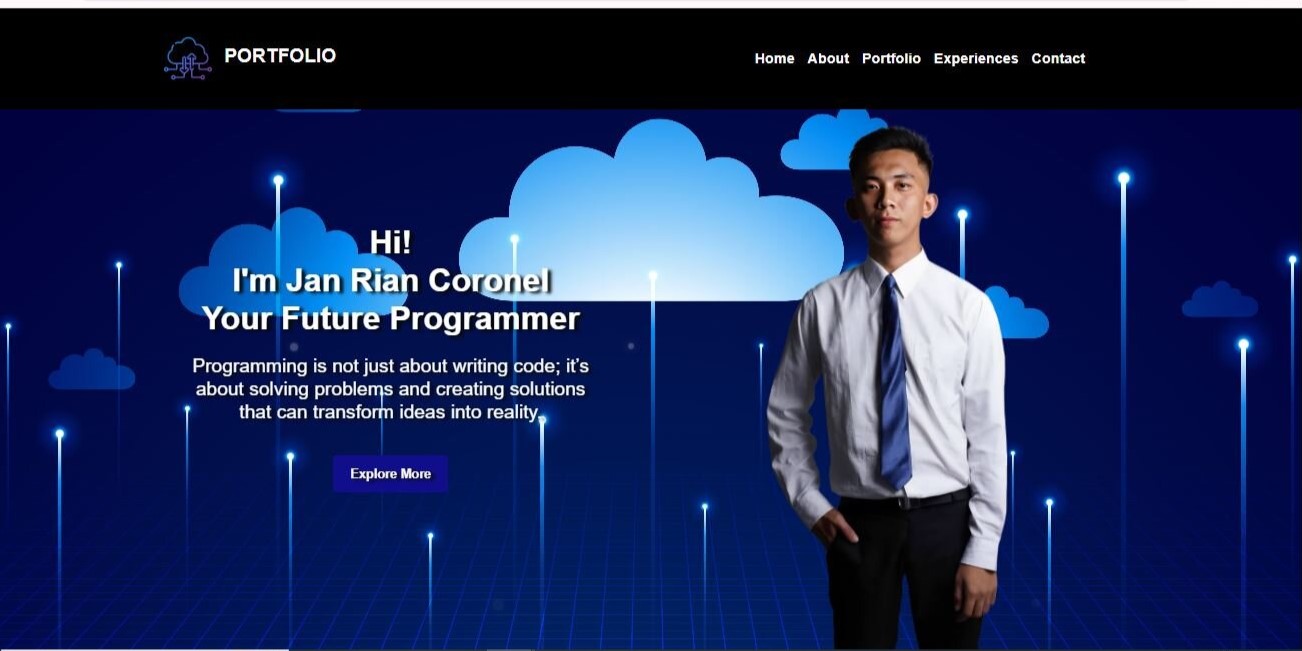 PORTFOLIO
Home About Portfolio Experiences Contact
Hi!
I'm Jan Rian Coronel
Your Future Programmer
Programming is not just about writing code; it’s
about solving problems and creating solutions
that can transform ideas into reality.
Explore More